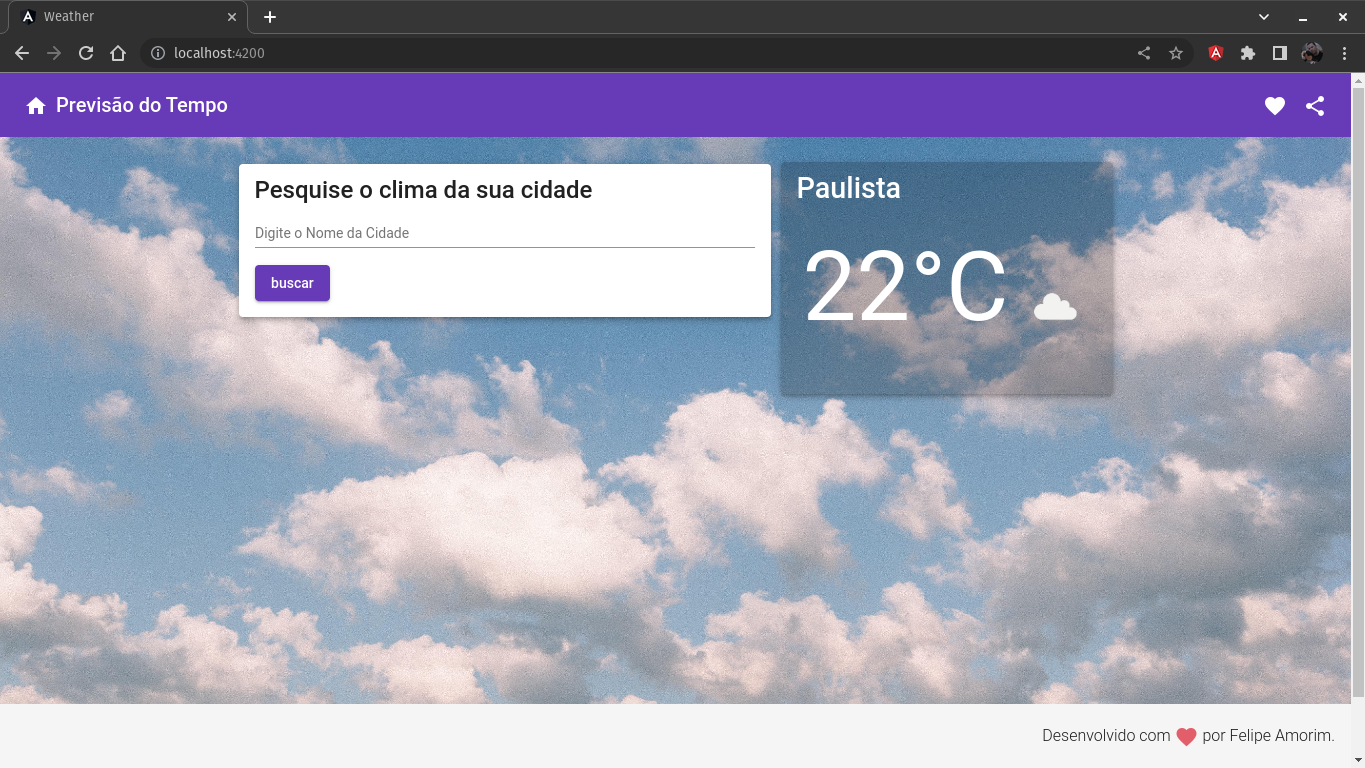 Weather
localhost:4200
Previsão do Tempo
Pesquise o clima da sua cidade
Digite o Nome da Cidade
buscar
Paulista
22°C
Desenvolvido com por Felipe Amorim.